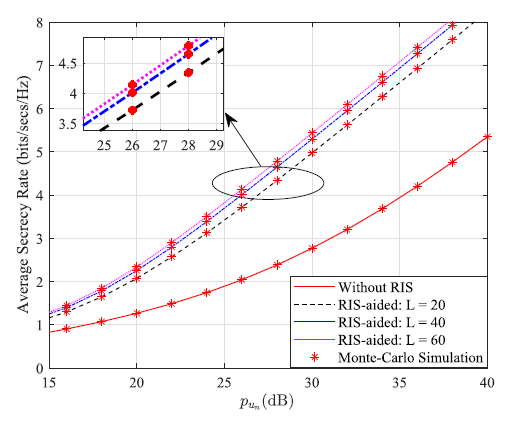 8
7
6
5
4
3
2
1
0
Average Secrecy Rate (bits/secs/Hz)
4.5
4
3.5
25 26 27 28 29
Without RIS
RIS-aided: L = 20
RIS-aided: L = 40
RIS-aided: L = 60
Monte-Carlo Simulation
15 20 25 30 35 40
p_{u_n}(dB)